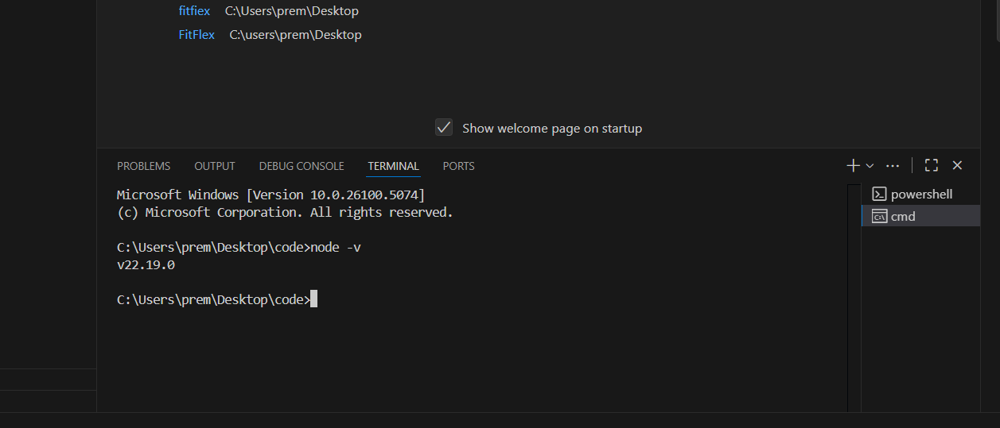 fitfiex C:\Users\prem\Desktop
FitFlex C:\users\prem\Desktop
Show welcome page on startup
PROBLEMS OUTPUT DEBUG CONSOLE TERMINAL PORTS
Microsoft Windows [Version 10.0.26100.5074]
(c) Microsoft Corporation. All rights reserved.
C:\Users\prem\Desktop\code>node -v
v22.19.0
C:\Users\prem\Desktop\code>
powershell
cmd